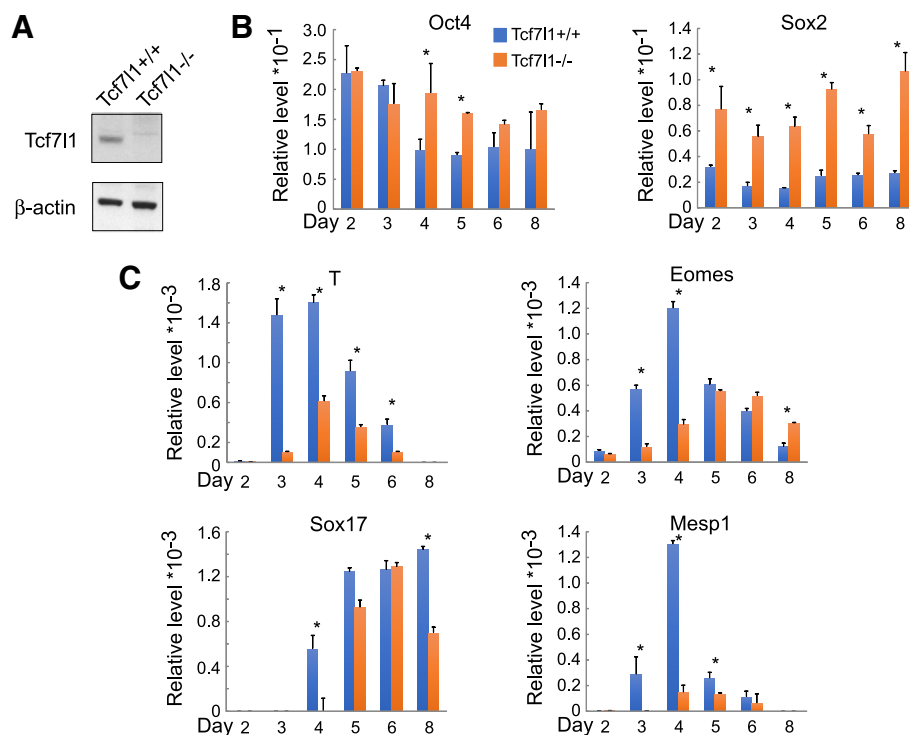 A
Tcf7l1+/+
Tcf7l1-/-
Tcf7l1
β-actin
B
Oct4
Tcf7l1+/+
Tcf7l1-/-
Relative level *10-1
3.0
2.5
2.0
1.5
1.0
0.5
0
Day 2 3 4 5 6 8
* *
Sox2
Relative level *10-1
1.4
1.2
1.0
0.8
0.6
0.4
0.2
0
Day 2 3 4 5 6 8
* * * * * *
C
T
Relative level *10-3
1.8
1.4
1.0
0.6
0.2
0
Day 2 3 4 5 6 8
* * * *
Eomes
Relative level *10-3
1.4
1.2
1.0
0.8
0.6
0.4
0.2
0
Day 2 3 4 5 6 8
* * *
Sox17
Relative level *10-3
1.6
1.2
0.8
0.4
0
Day 2 3 4 5 6 8
* *
Mesp1
Relative level *10-3
1.4
1.2
1.0
0.8
0.6
0.4
0.2
0
Day 2 3 4 5 6 8
* * *